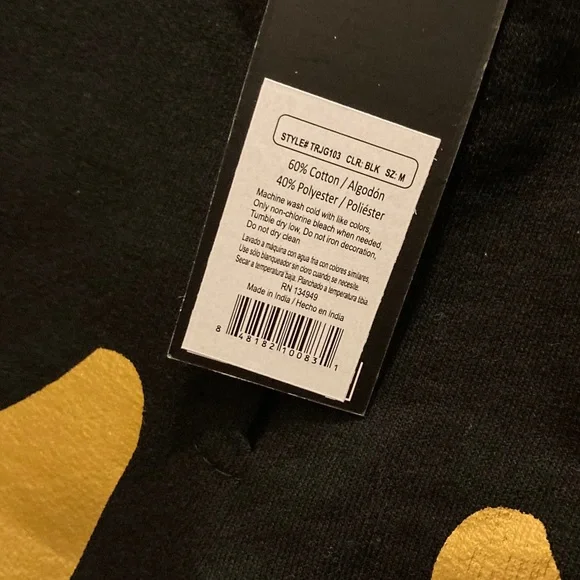 STYLE# TRJG103 CLR: BLK SZ: M
60% Cotton / Algodón
40% Polyester / Poliéster
Machine wash cold with like colors,
Only non-chlorine bleach when needed,
Tumble dry low, Do not iron decoration,
Do not dry clean
Lavado a máquina con agua fria con colores similares,
Use sólo blanqueador sin cloro cuando se necesite.
Secar a temperatura baja. Planchado a temperatura tibia.
RN 134949
Made in India / Hecho en India
8 48182 10083 1